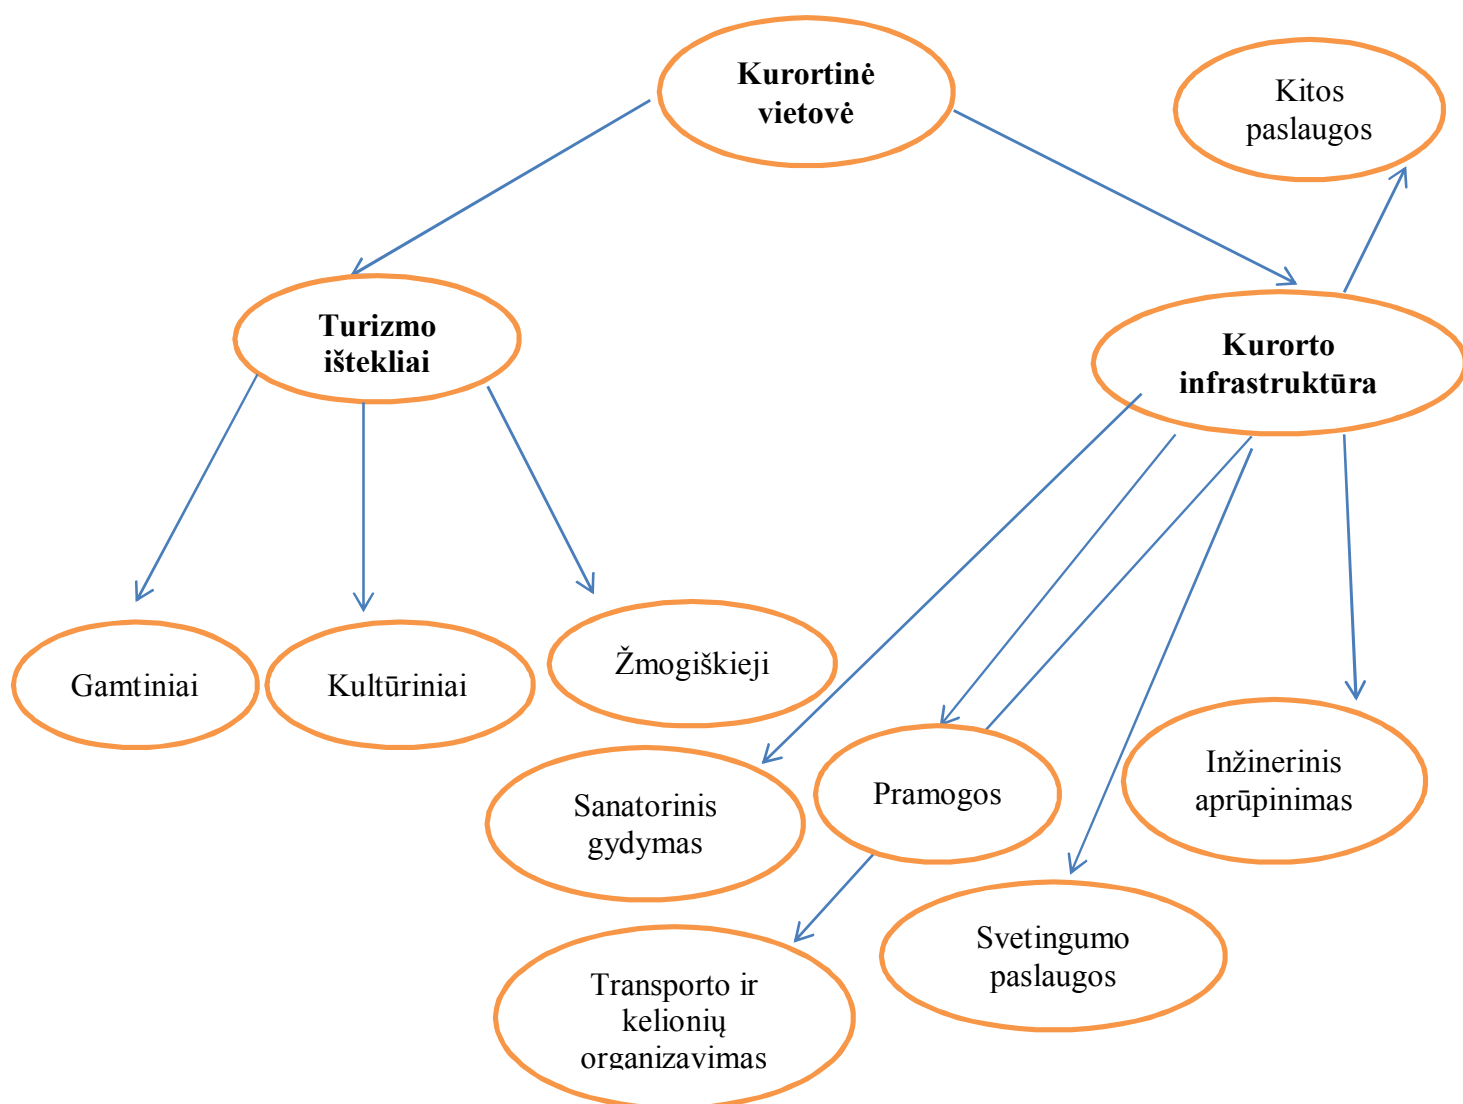 Kurortinė
vietovė
Kitos
paslaugos
Turizmo
ištekliai
Kurorto
infrastruktūra
Gamtiniai
Kultūriniai
Žmogiškieji
Sanatorinis
gydymas
Pramogos
Inžinerinis
aprūpinimas
Svetingumo
paslaugos
Transporto ir
kelionių
organizavimas